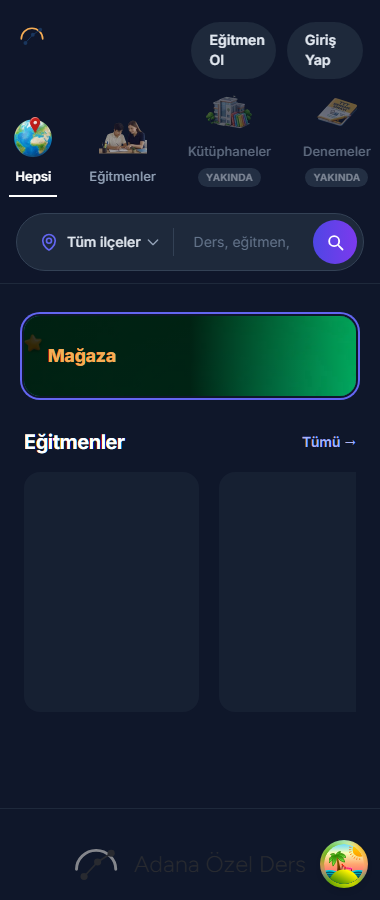 Eğitmen
Ol
Giriş
Yap
Hepsi
Eğitmenler
Kütüphaneler
YAKINDA
Denemeler
YAKINDA
Tüm ilçeler
Ders, eğitmen,
Mağaza
Eğitmenler
Tümü →
Adana Özel Ders